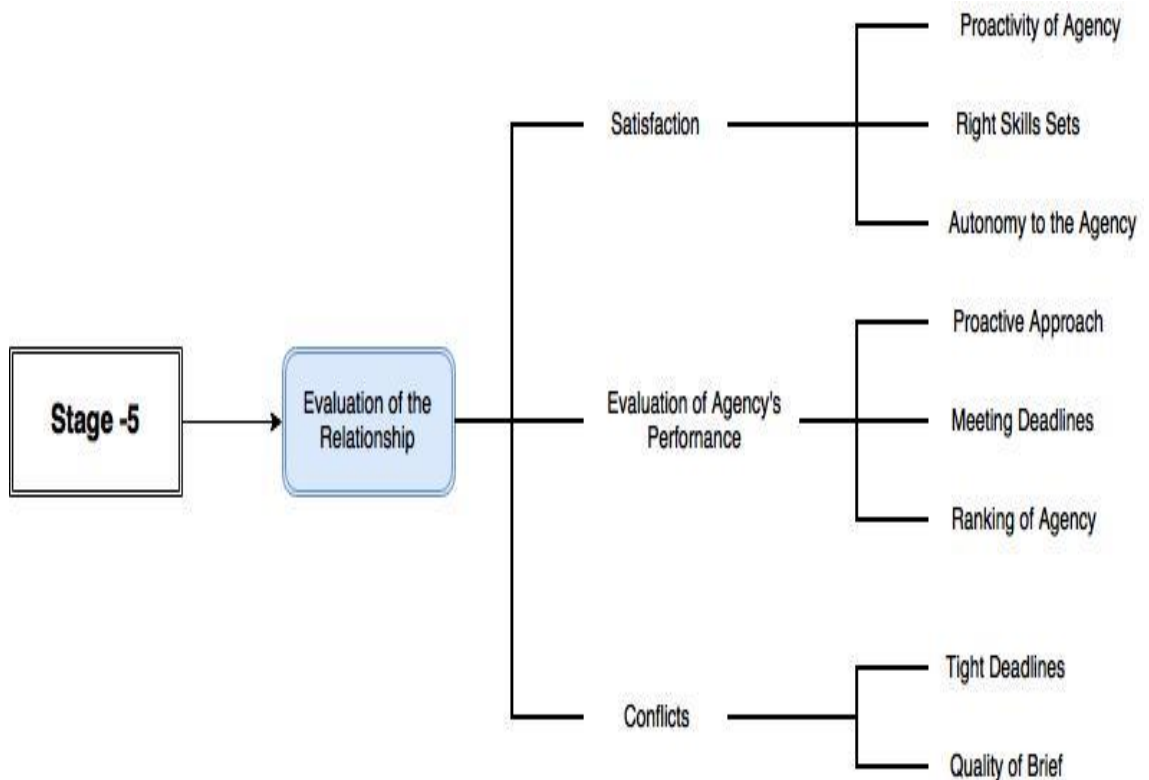 Proactivity of Agency
Satisfaction
Right Skills Sets
Autonomy to the Agency
Proactive Approach
Stage -5
Evaluation of the
Relationship
Evaluation of Agency's
Perfornance
Meeting Deadlines
Ranking of Agency
Tight Deadlines
Conflicts
Quality of Brief